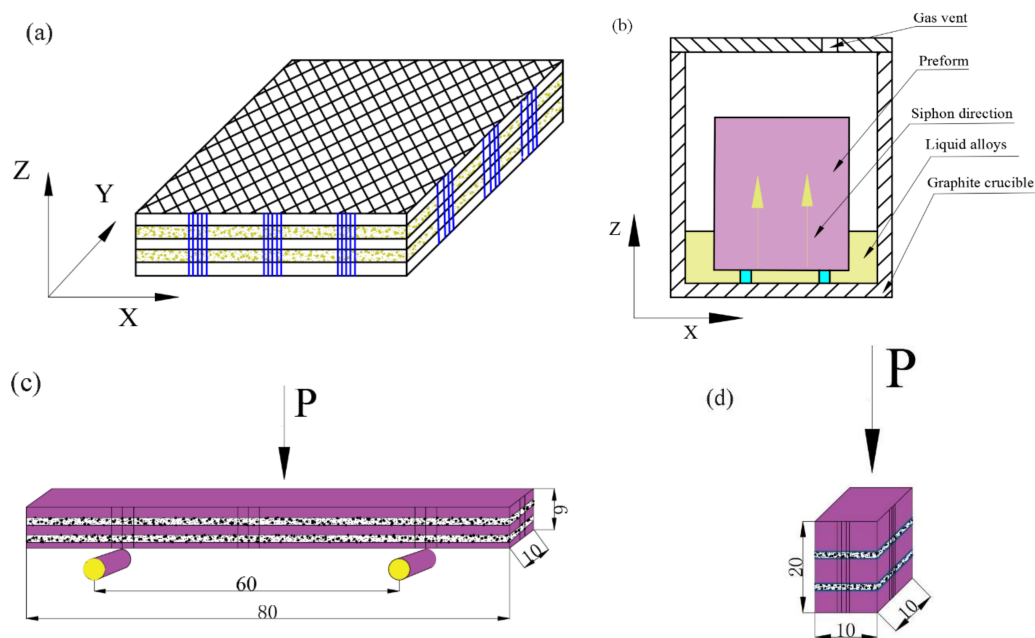 (a)
Z
Y
X
(b)
Gas vent
Preform
Siphon direction
Liquid alloys
Graphite crucible
Z
X
(c)
P
9
10
60
80
(d)
P
20
10
10